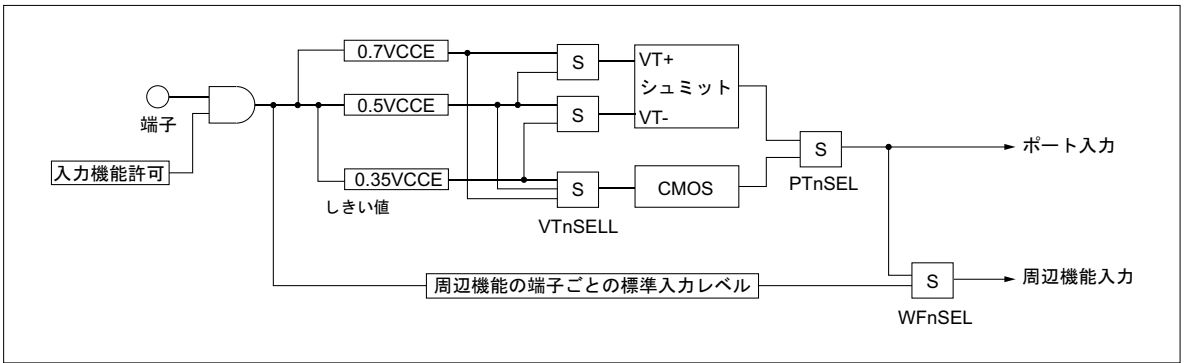 0.7VCCE
S
VT+
シュミット
VT-
端子
0.5VCCE
S
S
ポート入力
PTnSEL
入力機能許可
0.35VCCE
しきい値
S
CMOS
VTnSELL
周辺機能の端子ごとの標準入力レベル
S
周辺機能入力
WFnSEL